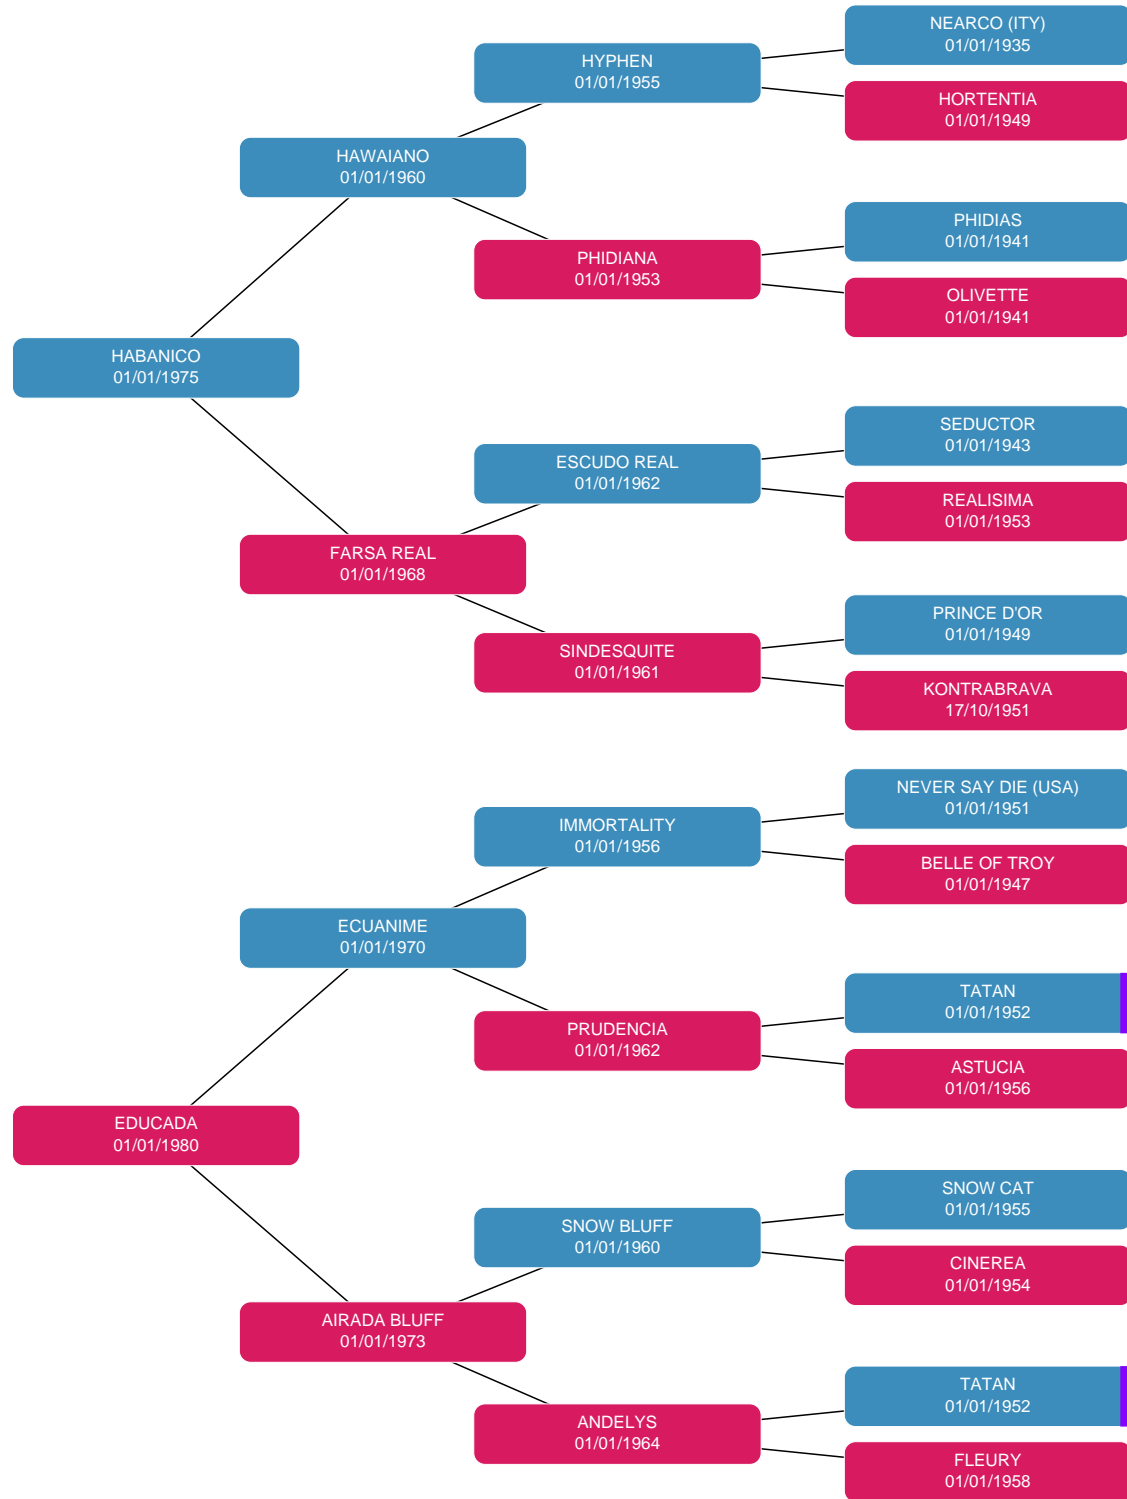 NEARCO (ITY)
01/01/1935
HYPHEN
01/01/1955
HORTENTIA
01/01/1949
HAWAIANO
01/01/1960
PHIDIAS
01/01/1941
PHIDIANA
01/01/1953
OLIVETTE
01/01/1941
HABANICO
01/01/1975
SEDUCTOR
01/01/1943
ESCUDO REAL
01/01/1962
REALISIMA
01/01/1953
FARSA REAL
01/01/1968
PRINCE D'OR
01/01/1949
SINDESQUITE
01/01/1961
KONTRABRAVA
17/10/1951
NEVER SAY DIE (USA)
01/01/1951
IMMORTALITY
01/01/1956
BELLE OF TROY
01/01/1947
ECUANIME
01/01/1970
TATAN
01/01/1952
PRUDENCIA
01/01/1962
ASTUCIA
01/01/1956
EDUCADA
01/01/1980
SNOW CAT
01/01/1955
SNOW BLUFF
01/01/1960
CINEREA
01/01/1954
AIRADA BLUFF
01/01/1973
TATAN
01/01/1952
ANDELYS
01/01/1964
FLEURY
01/01/1958